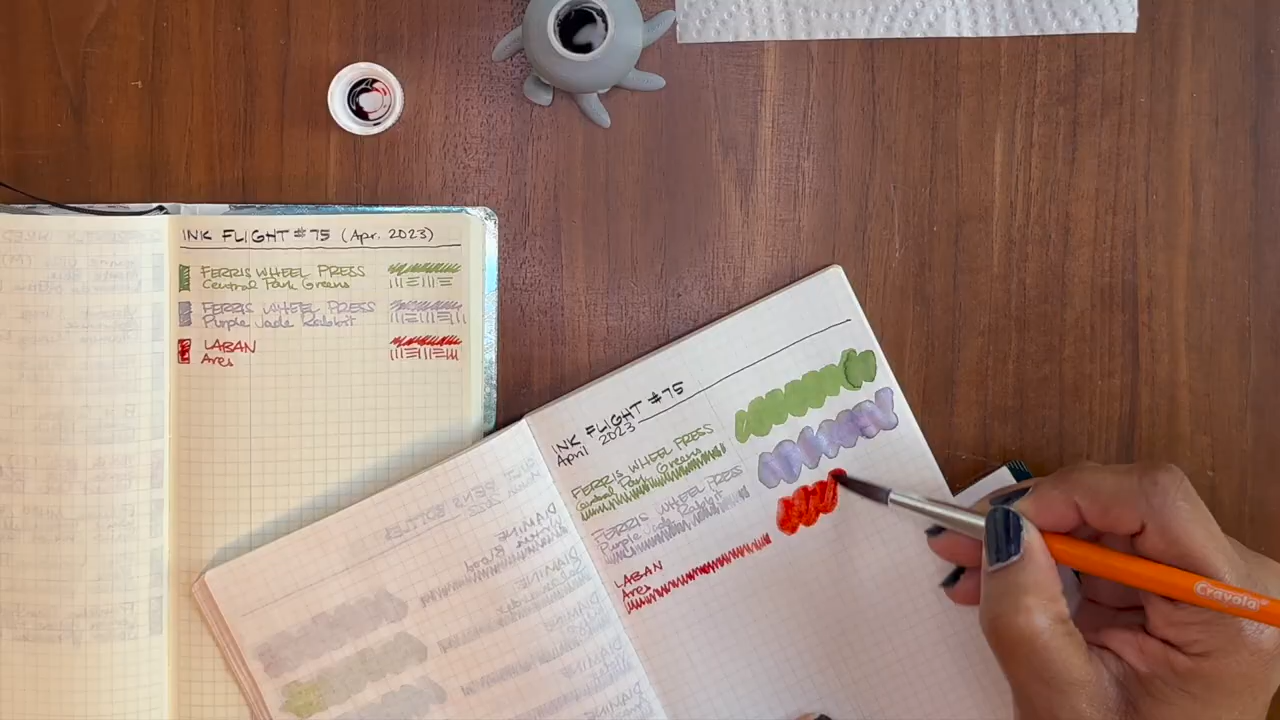 INK FLIGHT #75 (Apr. 2023)
FERRIS WHEEL PRESS
Central Park Greens
FERRIS WHEEL PRESS
Purple Jade Rabbit
LABAN
Ares
INK FLIGHT #75
April 2023
FERRIS WHEEL PRESS
Central Park Greens
FERRIS WHEEL PRESS
Purple Jade Rabbit
LABAN
Ares
Crayola